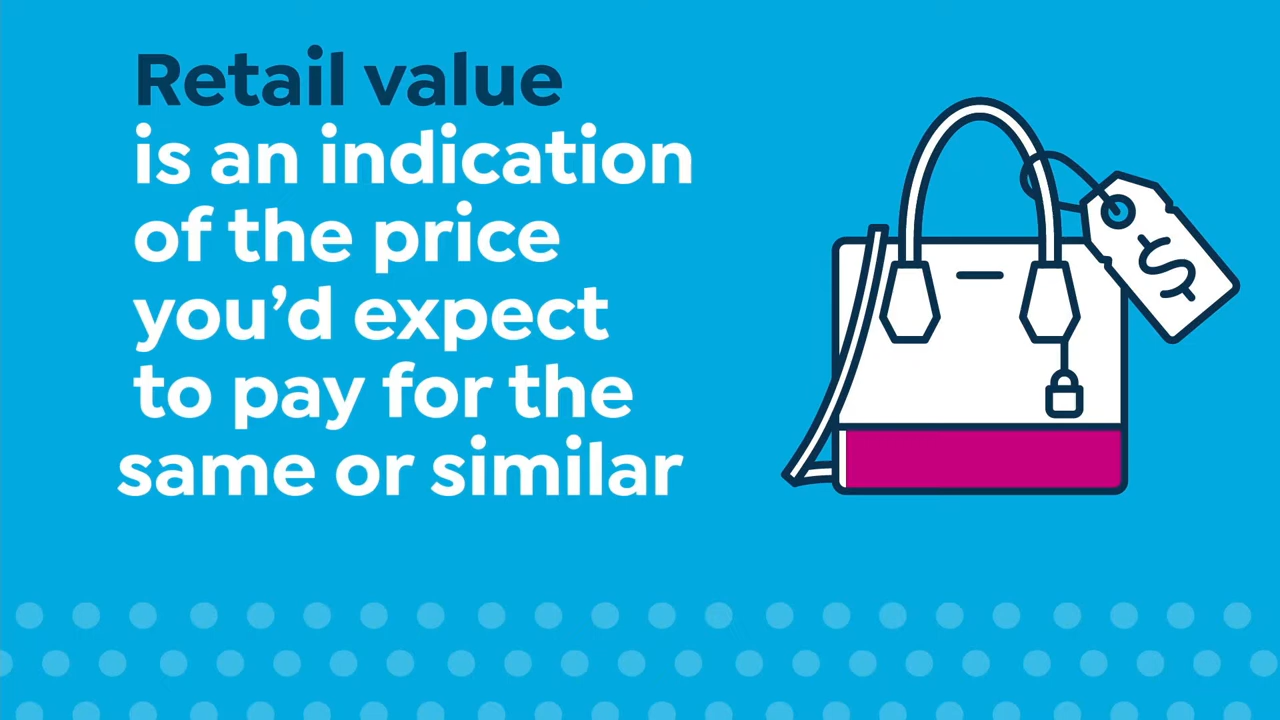 Retail value
is an indication
of the price
you’d expect
to pay for the
same or similar
$